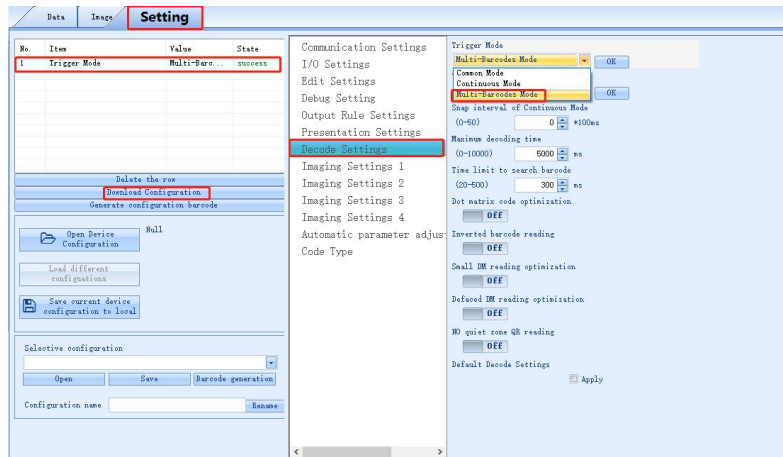 Data Image Setting
No. Item Value State
1 Trigger Mode Multi-Barc... success
Delete the row
Download Configuration
Generate configuration barcode
Open Device
Configuration
Null
Load different
configuations
Save current device
configuration to local
Selective configuration
Open Save Barcode generation
Configuration name Rename
Communication Settings
I/O Settings
Edit Settings
Debug Setting
Output Rule Settings
Presentation Settings
Decode Settings
Imaging Settings 1
Imaging Settings 2
Imaging Settings 3
Imaging Settings 4
Automatic parameter adjus
Code Type
Trigger Mode
Multi-Barcodes Mode OK
Common Mode
Continuous Mode
Multi-Barcodes Mode OK
Snap interval of Continuous Mode
(0-50) 0 *100ms
Maximum decoding time
(0-10000) 5000 ms
Time limit to search barcode
(20-500) 300 ms
Dot matrix code optimization
Off
Inverted barcode reading
Off
Small DM reading optimization
Off
Defaced DM reading optimization
Off
NO quiet zone QR reading
Off
Default Decode Settings
Apply